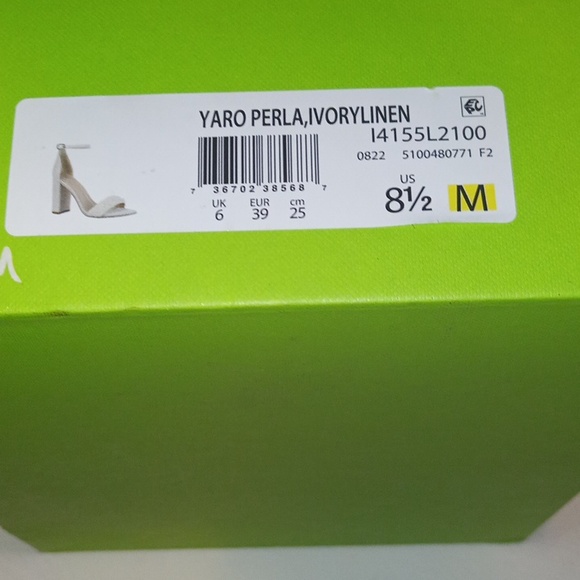 YARO PERLA,IVORYLINEN
I4155L2100
0822 5100480771 F2
7 36702 38568 7
UK EUR cm
6 39 25
US
8½ M